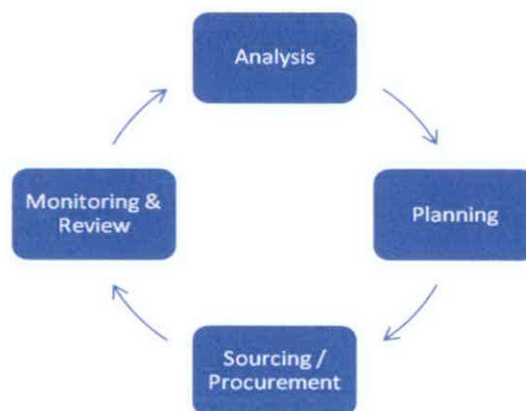 Analysis
Planning
Sourcing /
Procurement
Monitoring &
Review